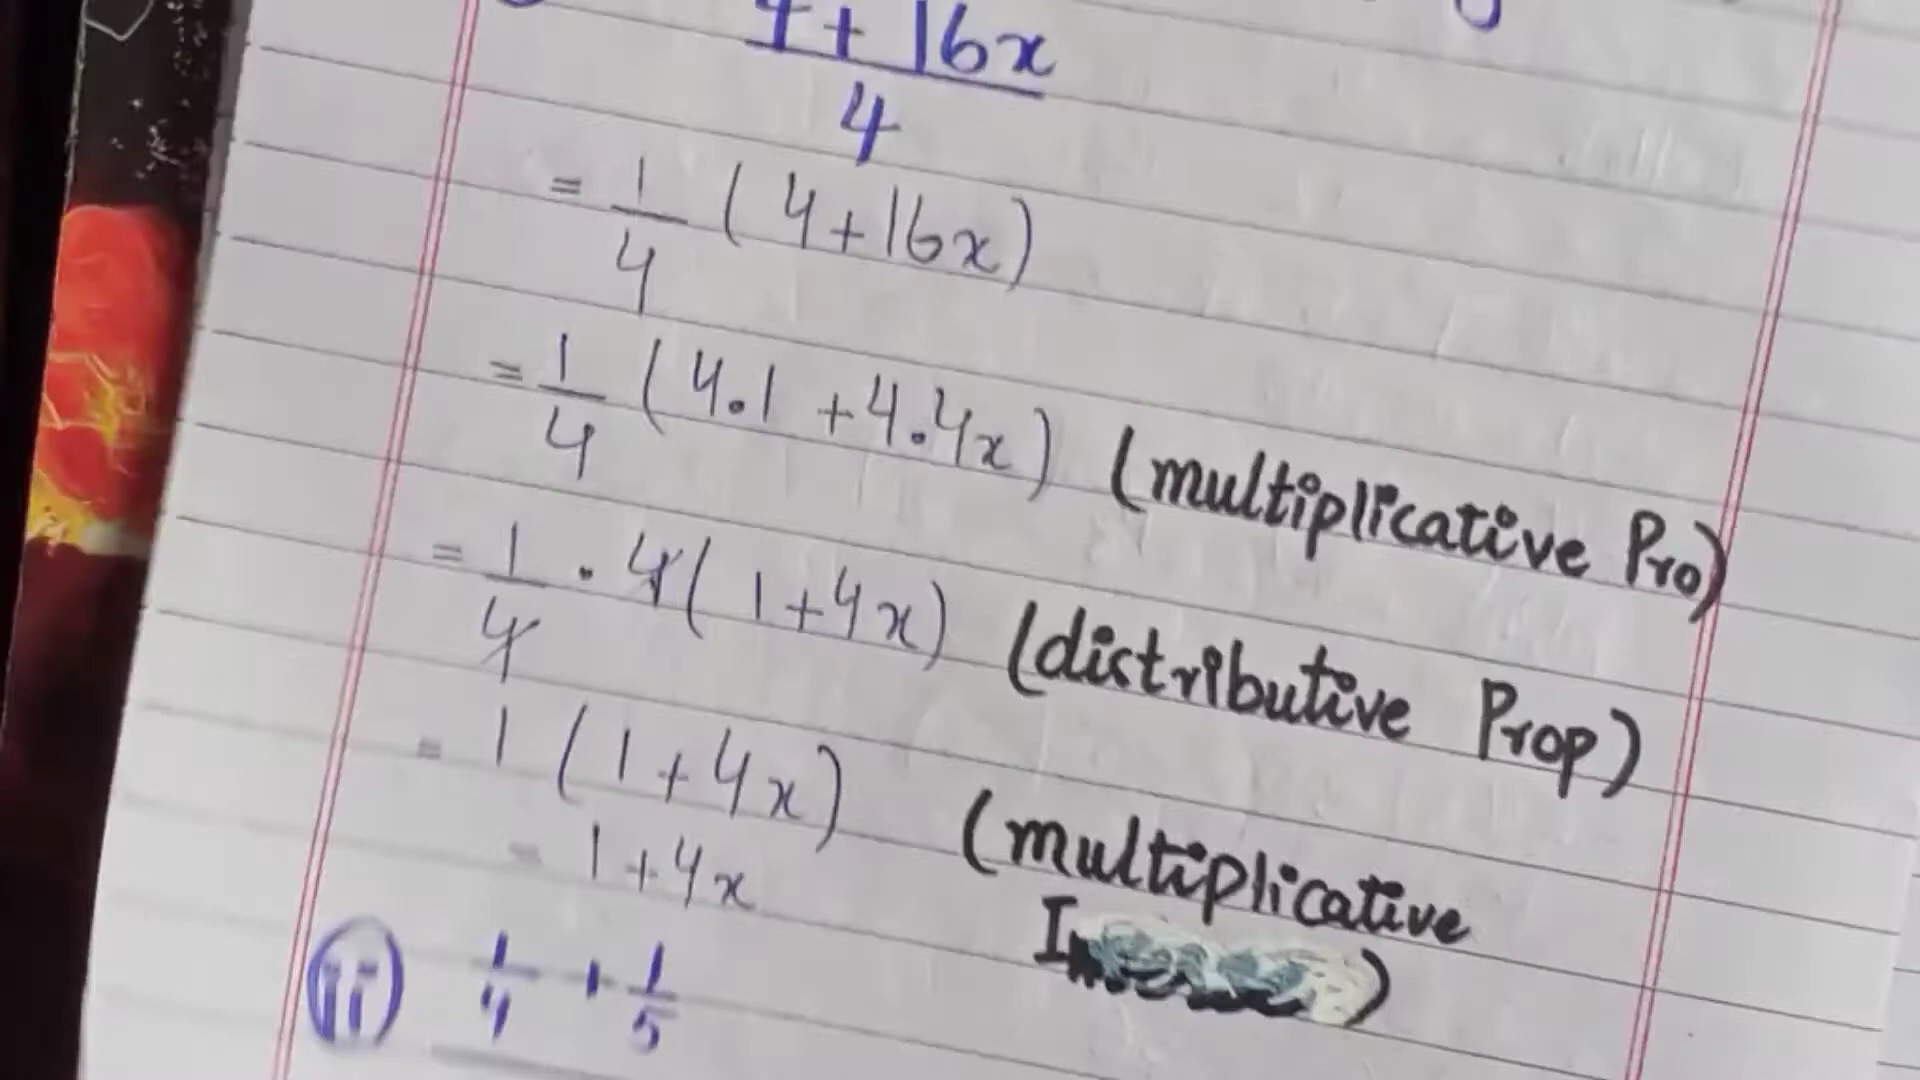 4 + 16x
4
= 1/4 ( 4 + 16x )
= 1/4 ( 4.1 + 4.4x ) (multiplicative Pro)
= 1/4 . 4 ( 1 + 4x ) (distributive Prop)
= 1 ( 1 + 4x ) (multiplicative
= 1 + 4x
ii 1/4 + 1/5